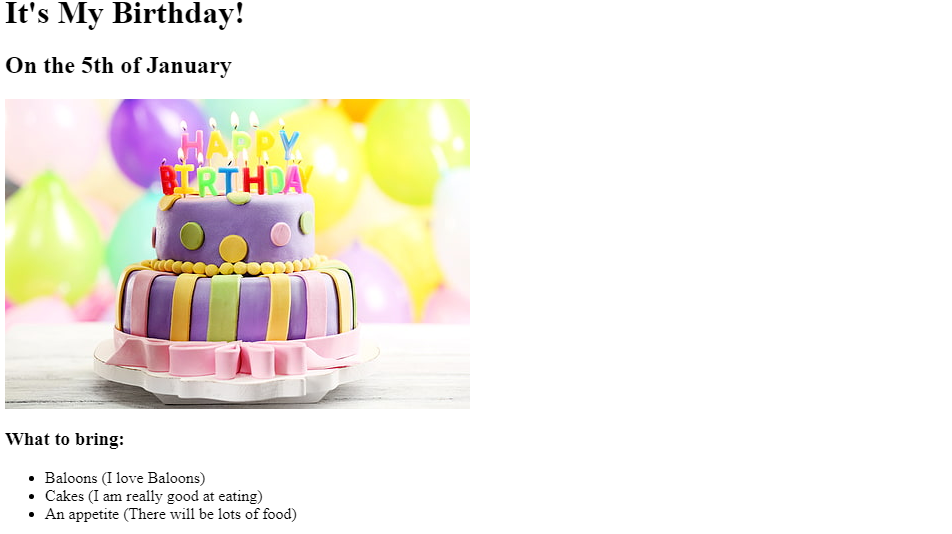 It's My Birthday!
On the 5th of January
HAPPY
BIRTHDAY
What to bring:
Baloons (I love Baloons)
Cakes (I am really good at eating)
An appetite (There will be lots of food)